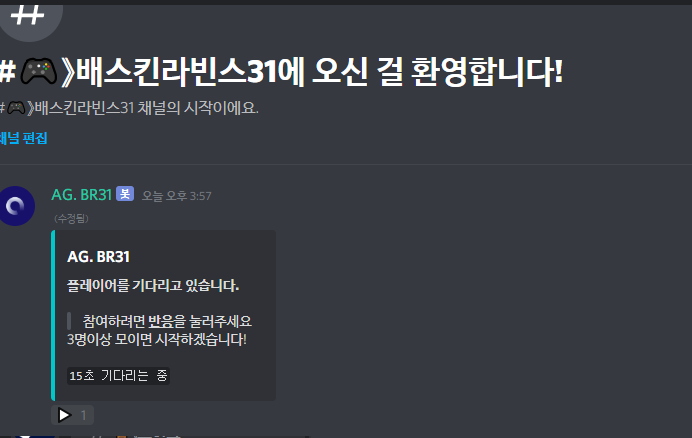 #🎮》배스킨라빈스31에 오신 걸 환영합니다!
#🎮》배스킨라빈스31 채널의 시작이에요.
채널 편집
AG. BR31 봇 오늘 오후 3:57
(수정됨)
AG. BR31
플레이어를 기다리고 있습니다.
참여하려면 반응을 눌러주세요
3명이상 모이면 시작하겠습니다!
15초 기다리는 중
1